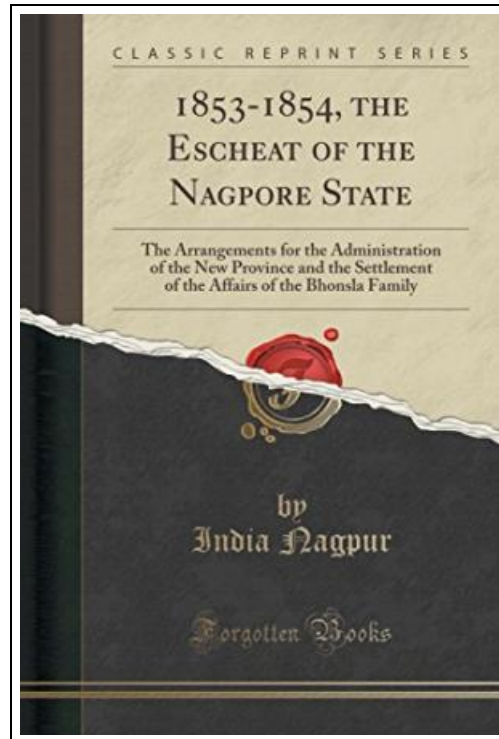 CLASSIC REPRINT SERIES
1853-1854, THE
ESCHEAT OF THE
NAGPORE STATE
The Arrangements for the Administration
of the New Province and the Settlement
of the Affairs of the Bhonsla Family
by
India Nagpur
Forgotten Books